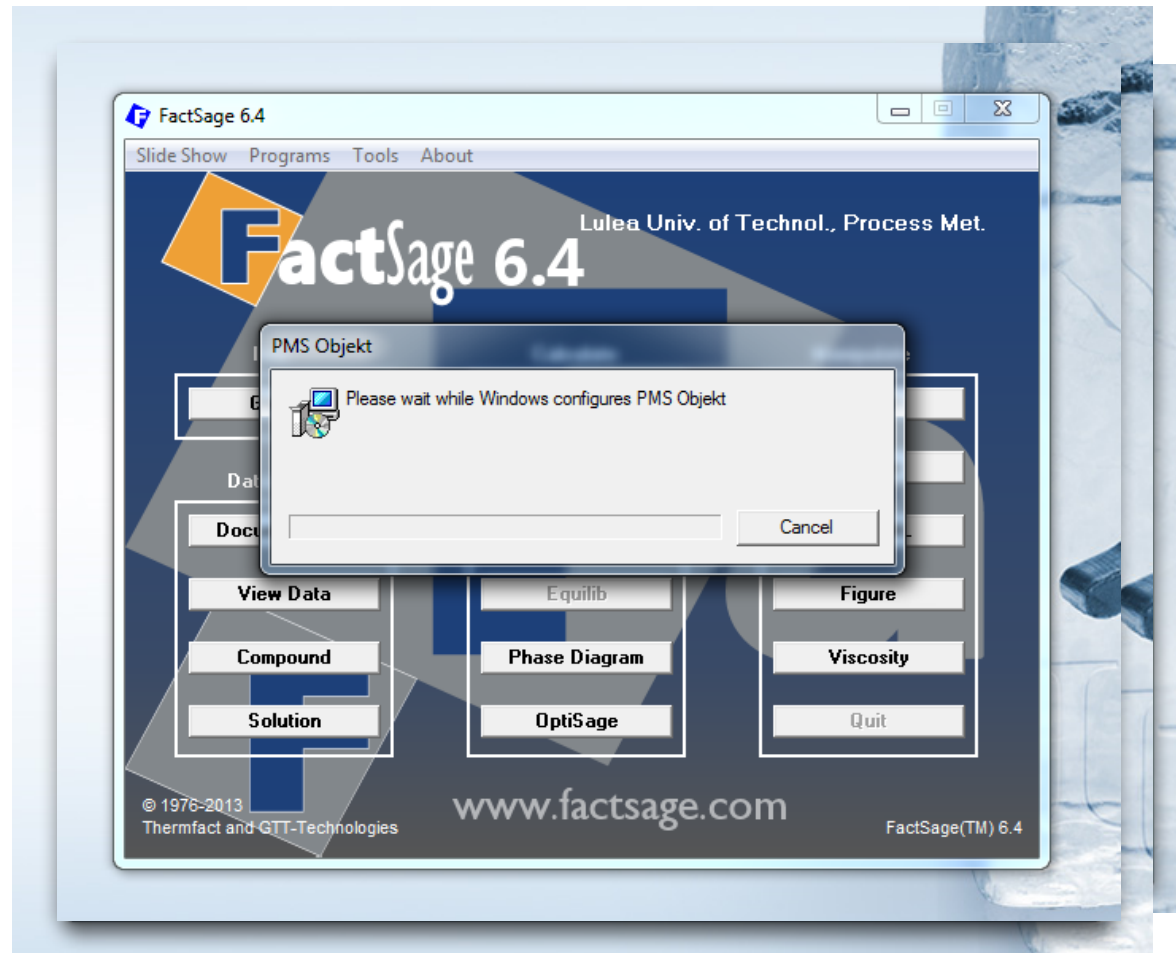 FactSage 6.4
Slide Show Programs Tools About
Lulea Univ. of Technol., Process Met.
FactSage 6.4
PMS Objekt
Please wait while Windows configures PMS Objekt
Cancel
View Data
Equilib
Figure
Compound
Phase Diagram
Viscosity
Solution
OptiSage
Quit
© 1976-2013
Thermfact and GTT-Technologies
www.factsage.com
FactSage(TM) 6.4